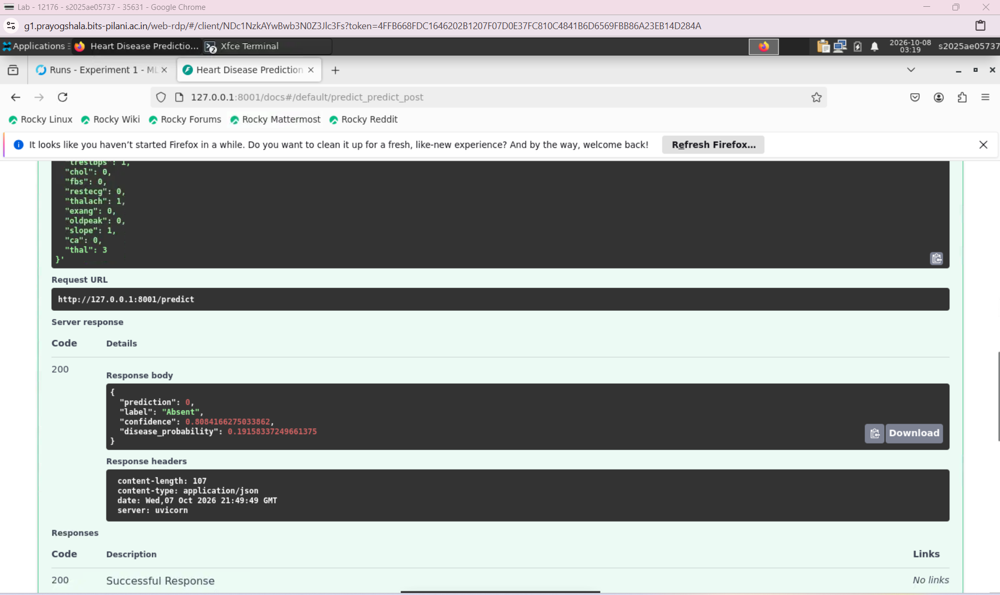 Lab - 12176 - s2025ae05737 - 35631 - Google Chrome
g1.prayogshala.bits-pilani.ac.in/web-rdp/#/client/NDc1NzkAYwBwb3N0Z3Jlc3Fs?token=4FFB668FDC1646202B1207F07D0E37FC810C4841B6D6569FBB86A23EB14D284A
Applications Heart Disease Predictio... Xfce Terminal 2026-10-08 03:19 s2025ae05737
Runs - Experiment 1 - ML Heart Disease Prediction
127.0.0.1:8001/docs#/default/predict_predict_post
Rocky Linux Rocky Wiki Rocky Forums Rocky Mattermost Rocky Reddit
It looks like you haven't started Firefox in a while. Do you want to clean it up for a fresh, like-new experience? And by the way, welcome back! Refresh Firefox...
"trestbps": 1,
"chol": 0,
"fbs": 0,
"restecg": 0,
"thalach": 1,
"exang": 0,
"oldpeak": 0,
"slope": 1,
"ca": 0,
"thal": 3
}'
Request URL
http://127.0.0.1:8001/predict
Server response
Code Details
200
Response body
{
"prediction": 0,
"label": "Absent",
"confidence": 0.8084166275033862,
"disease_probability": 0.19158337249661375
}
Download
Response headers
content-length: 107
content-type: application/json
date: Wed,07 Oct 2026 21:49:49 GMT
server: uvicorn
Responses
Code Description Links
200 Successful Response No links